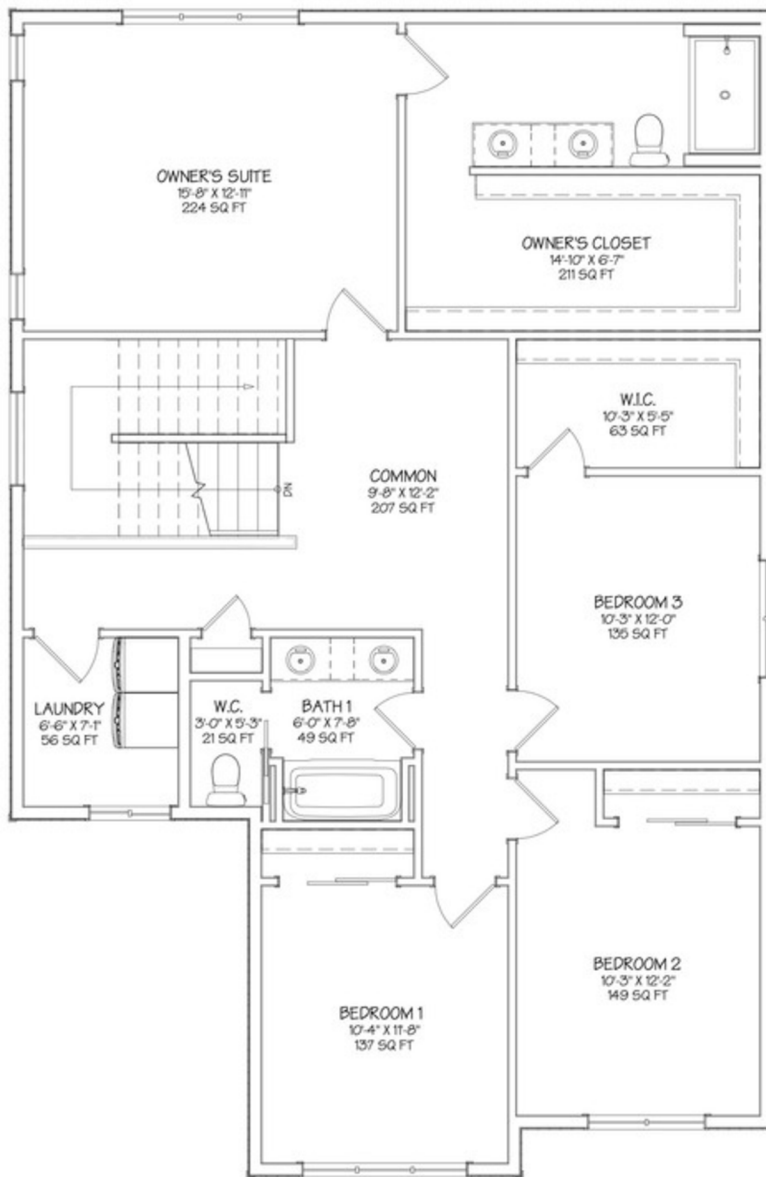 OWNER'S SUITE
15'-8" X 12'-11"
224 SQ FT
OWNER'S CLOSET
14'-10" X 6'-7"
211 SQ FT
W.I.C.
10'-3" X 5'-5"
63 SQ FT
COMMON
9'-8" X 12'-2"
207 SQ FT
DN
BEDROOM 3
10'-3" X 12'-0"
135 SQ FT
LAUNDRY
6'-6" X 7'-1"
56 SQ FT
W.C.
3'-0" X 5'-3"
21 SQ FT
BATH 1
6'-0" X 7'-8"
49 SQ FT
BEDROOM 2
10'-3" X 12'-2"
149 SQ FT
BEDROOM 1
10'-4" X 11'-8"
137 SQ FT